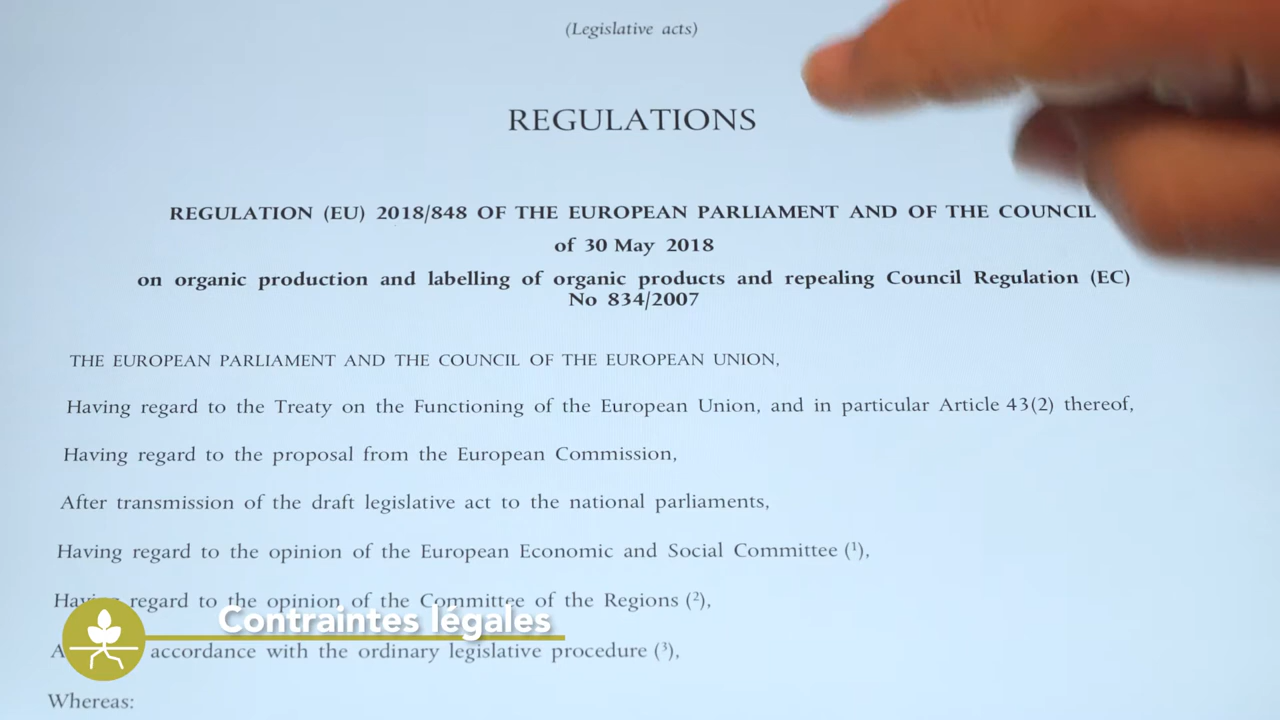 (Legislative acts)
REGULATIONS
REGULATION (EU) 2018/848 OF THE EUROPEAN PARLIAMENT AND OF THE COUNCIL
of 30 May 2018
on organic production and labelling of organic products and repealing Council Regulation (EC)
No 834/2007
THE EUROPEAN PARLIAMENT AND THE COUNCIL OF THE EUROPEAN UNION,
Having regard to the Treaty on the Functioning of the European Union, and in particular Article 43(2) thereof,
Having regard to the proposal from the European Commission,
After transmission of the draft legislative act to the national parliaments,
Having regard to the opinion of the European Economic and Social Committee (¹),
Having regard to the opinion of the Committee of the Regions (²),
Contraintes légales
accordance with the ordinary legislative procedure (³),
Whereas: